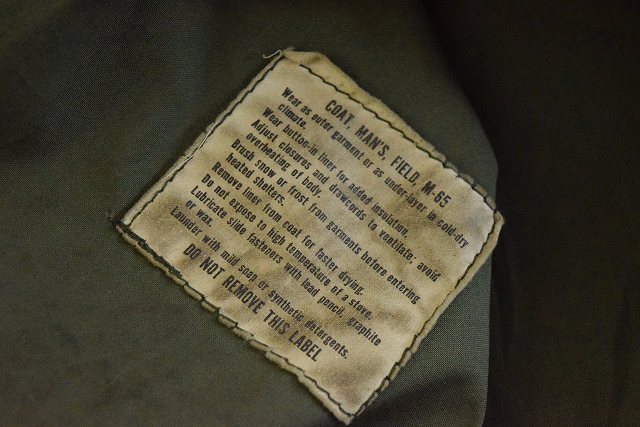 COAT, MAN'S, FIELD, M-65
Wear as outer garment or as under-layer in cold-dry
climate.
Wear button-in liner for added insulation.
Adjust closures and drawcords to ventilate: avoid
overheating of body.
Brush snow or frost from garments before entering
heated shelters.
Remove liner from coat for faster drying.
Do not expose to high temperature of a stove.
Lubricate slide fasteners with lead pencil, graphite
or wax.
Launder with mild soap or synthetic detergents.
DO NOT REMOVE THIS LABEL